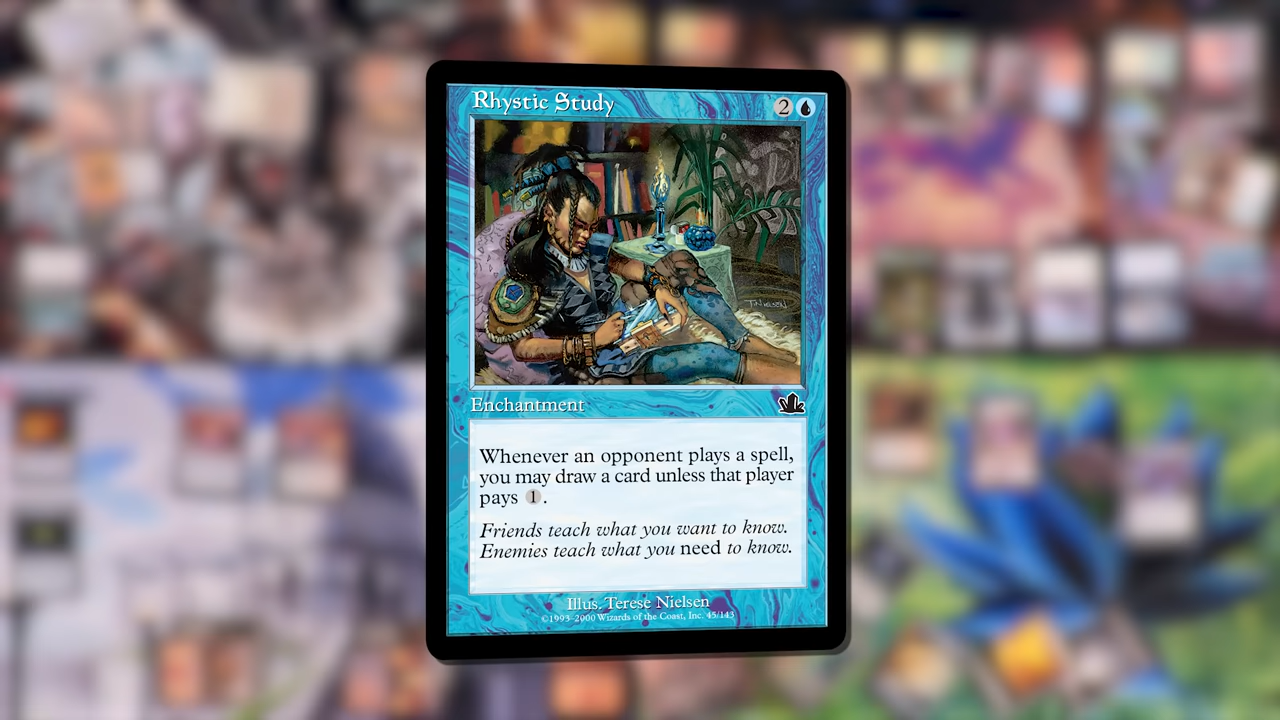 Rhystic Study 2
T. NIELSEN
Enchantment
Whenever an opponent plays a spell,
you may draw a card unless that player
pays 1.
Friends teach what you want to know.
Enemies teach what you need to know.
Illus. Terese Nielsen
©1993–2000 Wizards of the Coast, Inc. 45/143